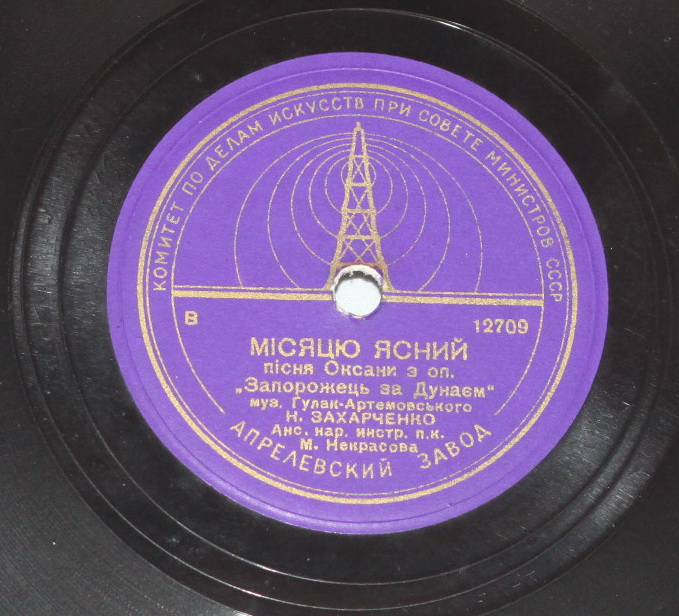 КОМИТЕТ ПО ДЕЛАМ ИСКУССТВ ПРИ СОВЕТЕ МИНИСТРОВ СССР
В 12709
МІСЯЦЮ ЯСНИЙ
пісня Оксани з оп.
„Запорожець за Дунаєм“
муз. Гулак-Артемовського
Н. ЗАХАРЧЕНКО
Анс. нар. инстр. п.к.
М. Некрасова
АПРЕЛЕВСКИЙ ЗАВОД